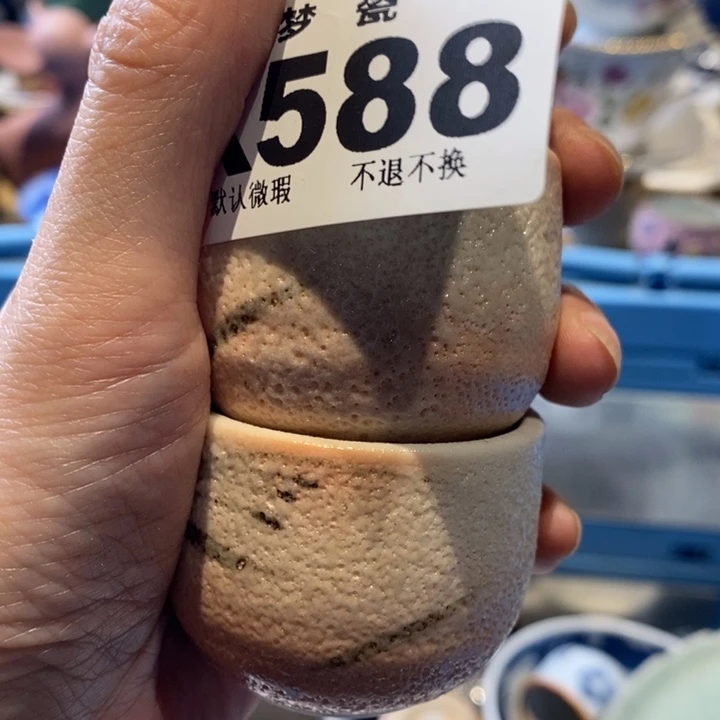 梦 瓷
588
默认微瑕 不退不换